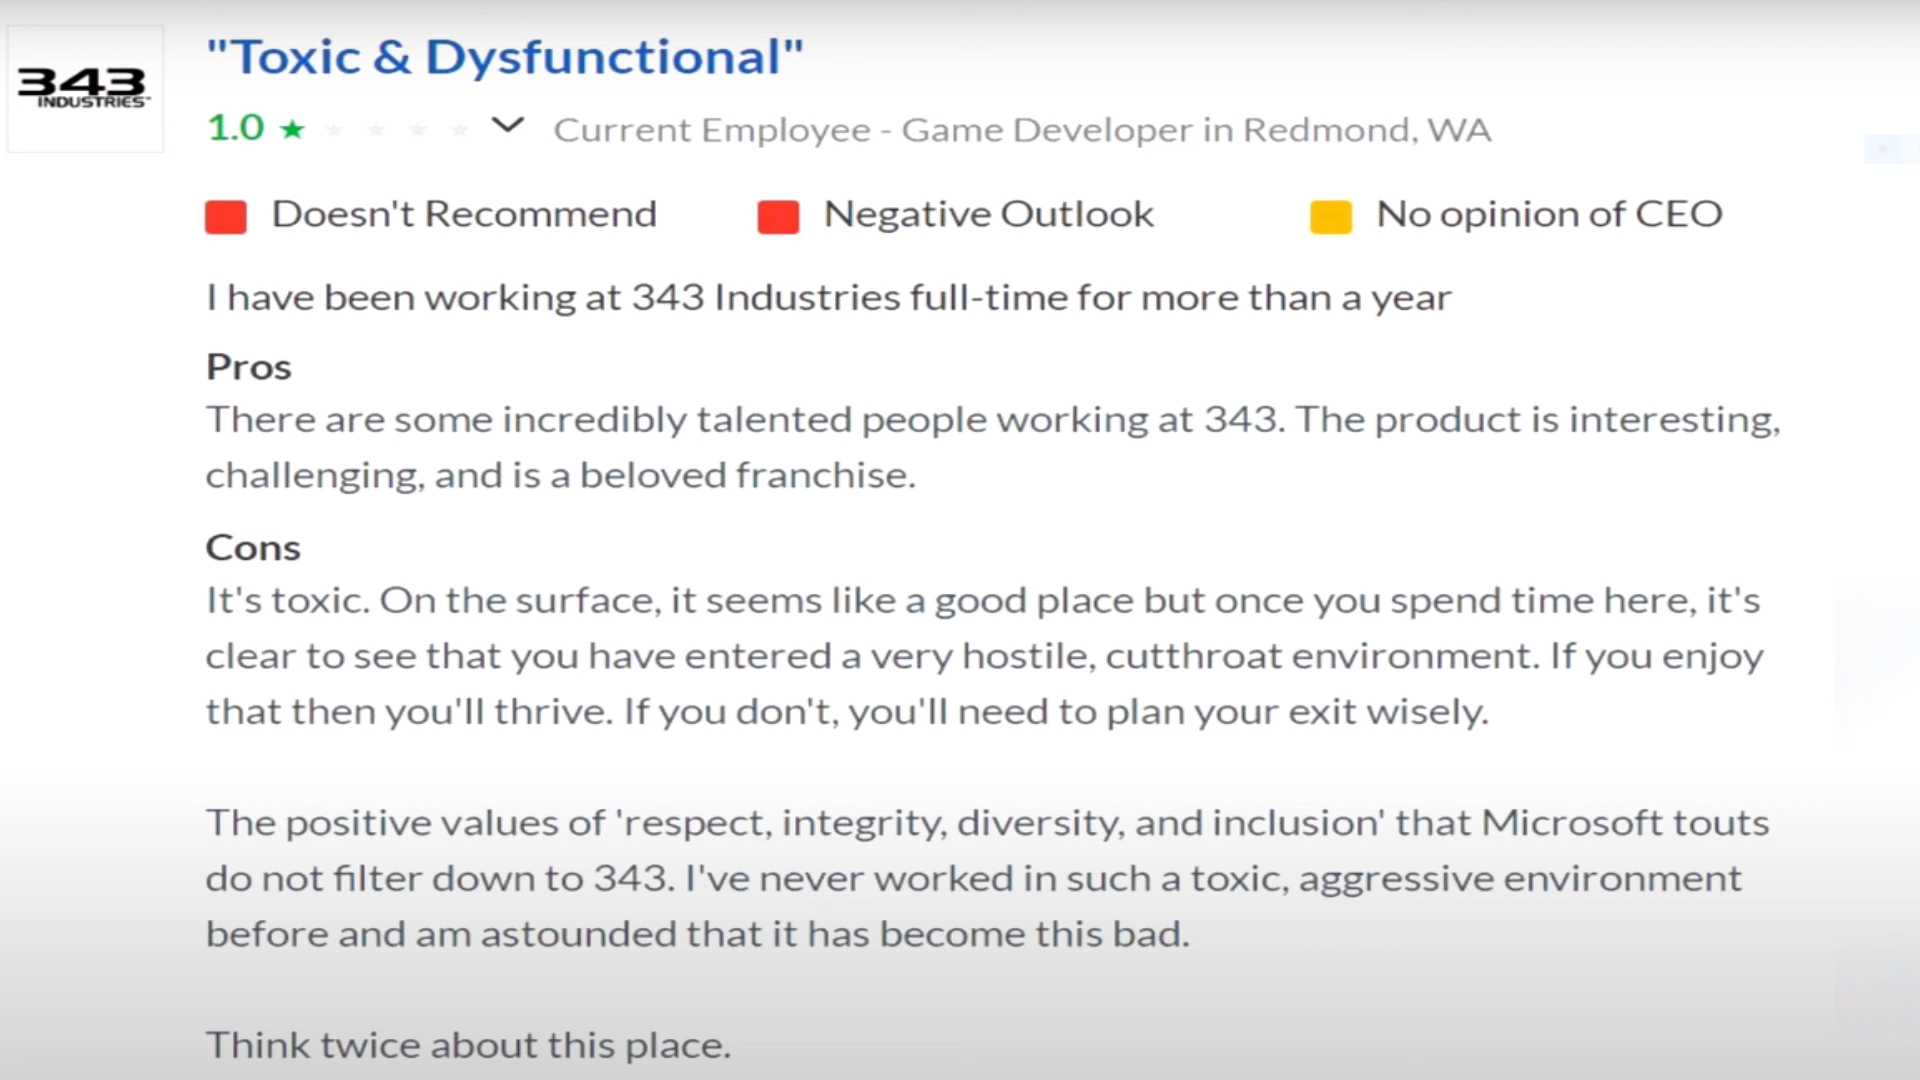 343
INDUSTRIES™
"Toxic & Dysfunctional"
1.0 Current Employee - Game Developer in Redmond, WA
Doesn't Recommend Negative Outlook No opinion of CEO
I have been working at 343 Industries full-time for more than a year
Pros
There are some incredibly talented people working at 343. The product is interesting,
challenging, and is a beloved franchise.
Cons
It's toxic. On the surface, it seems like a good place but once you spend time here, it's
clear to see that you have entered a very hostile, cutthroat environment. If you enjoy
that then you'll thrive. If you don't, you'll need to plan your exit wisely.
The positive values of 'respect, integrity, diversity, and inclusion' that Microsoft touts
do not filter down to 343. I've never worked in such a toxic, aggressive environment
before and am astounded that it has become this bad.
Think twice about this place.